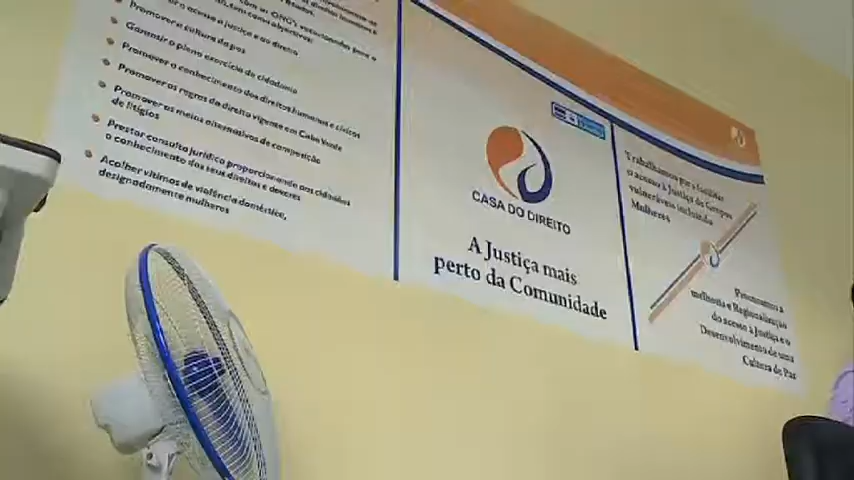 Promover a cultura da paz
Garantir o pleno exercício de cidadania
Promover o conhecimento dos direitos humanos e cívicos
Promover as regras do direito vigente em Cabo Verde
Promover os meios alternativos de composição
de litígios
Prestar consulta jurídica proporcionando aos cidadãos
o conhecimento dos seus direitos e deveres
Acolher vítimas de violência doméstica,
designadamente mulheres
CASA DO DIREITO
A Justiça mais
perto da Comunidade
Trabalhamos por e facilitar
o acesso à Justiça de Grupos
vulneráveis incluindo
Mulheres
Promovemos a
melhoria e Regionalização
do acesso à Justiça e o
Desenvolvimento de uma
Cultura de Paz